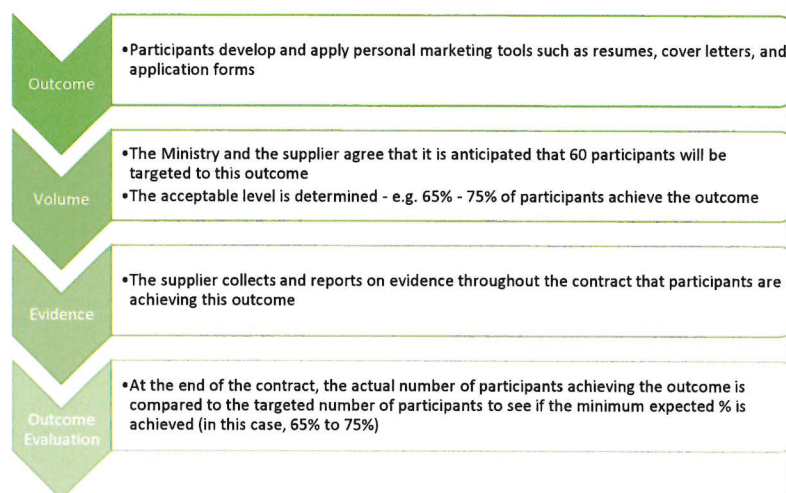 Outcome
•Participants develop and apply personal marketing tools such as resumes, cover letters, and
application forms
Volume
•The Ministry and the supplier agree that it is anticipated that 60 participants will be
targeted to this outcome
•The acceptable level is determined - e.g. 65% - 75% of participants achieve the outcome
Evidence
•The supplier collects and reports on evidence throughout the contract that participants are
achieving this outcome
Outcome
Evaluation
•At the end of the contract, the actual number of participants achieving the outcome is
compared to the targeted number of participants to see if the minimum expected % is
achieved (in this case, 65% to 75%)